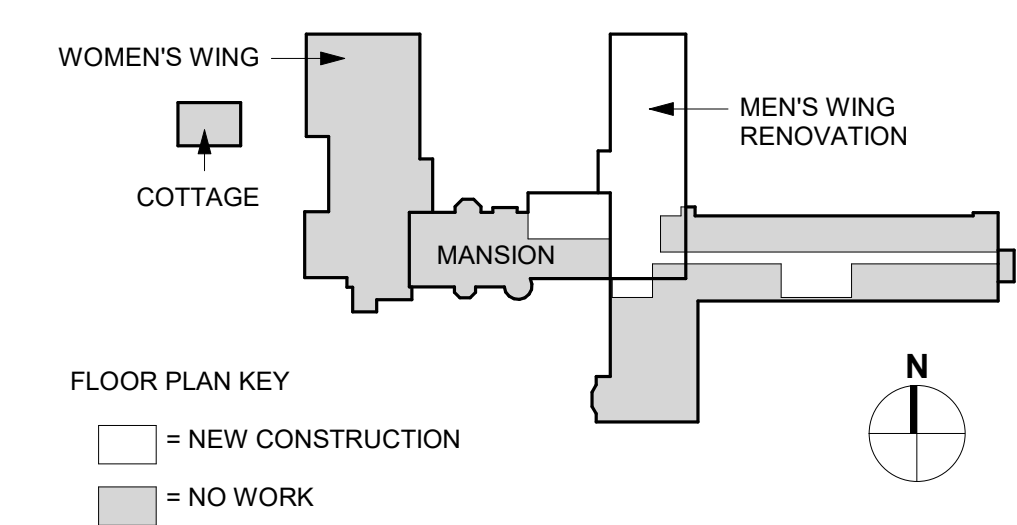 WOMEN'S WING
MEN'S WING
RENOVATION
COTTAGE
MANSION
FLOOR PLAN KEY
N
= NEW CONSTRUCTION
= NO WORK